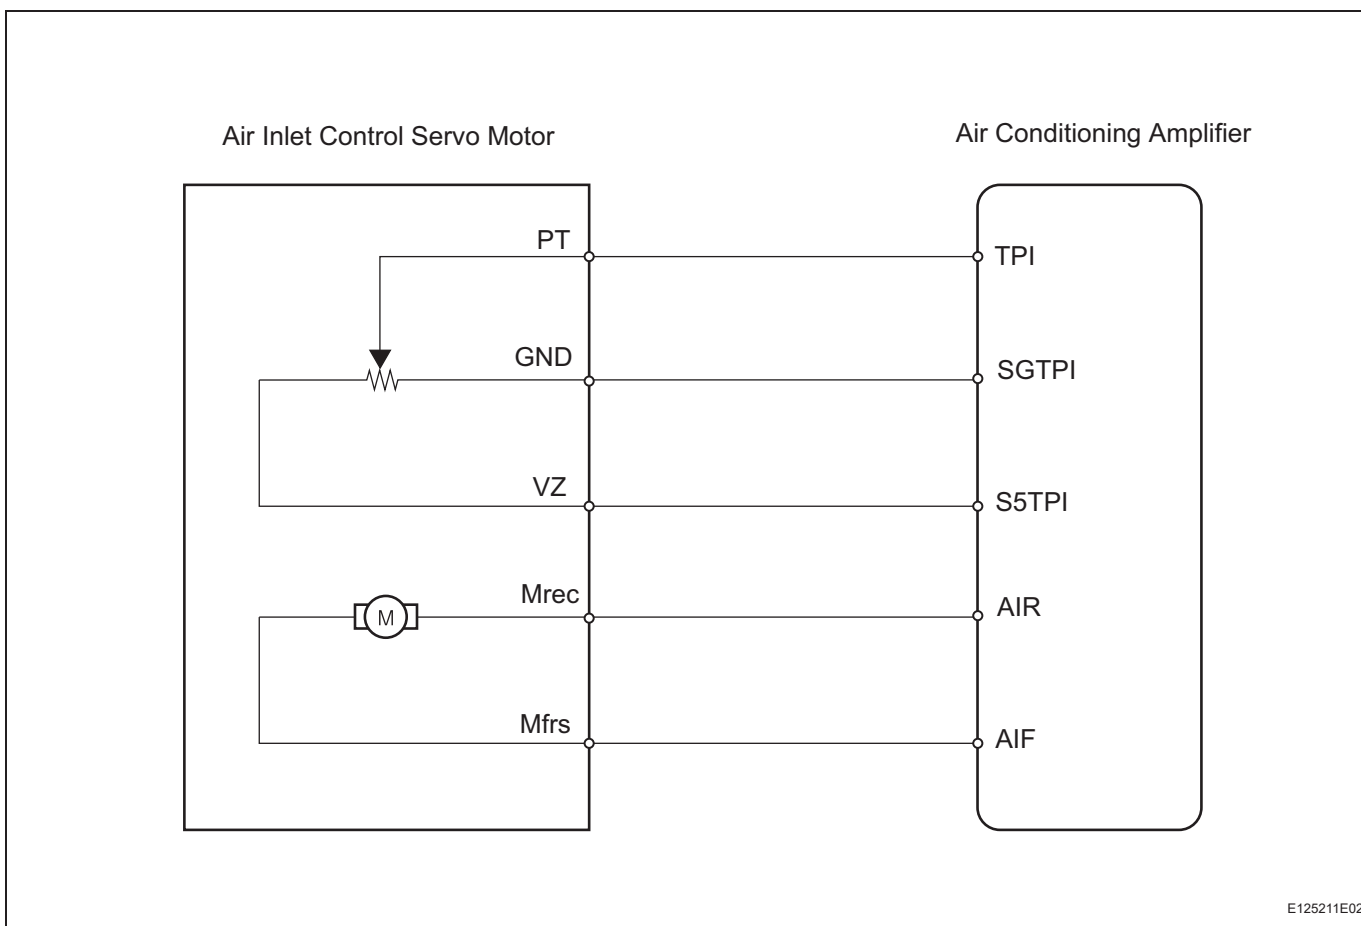 Air Inlet Control Servo Motor
Air Conditioning Amplifier
PT
TPI
GND
SGTPI
VZ
S5TPI
Mrec
AIR
M
Mfrs
AIF
E125211E02